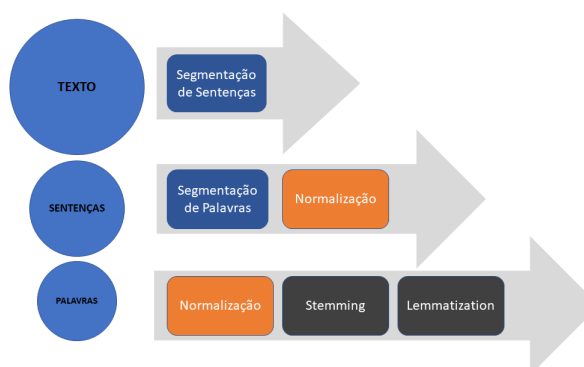 TEXTO
Segmentação
de Sentenças
SENTENÇAS
Segmentação
de Palavras
Normalização
PALAVRAS
Normalização
Stemming
Lemmatization